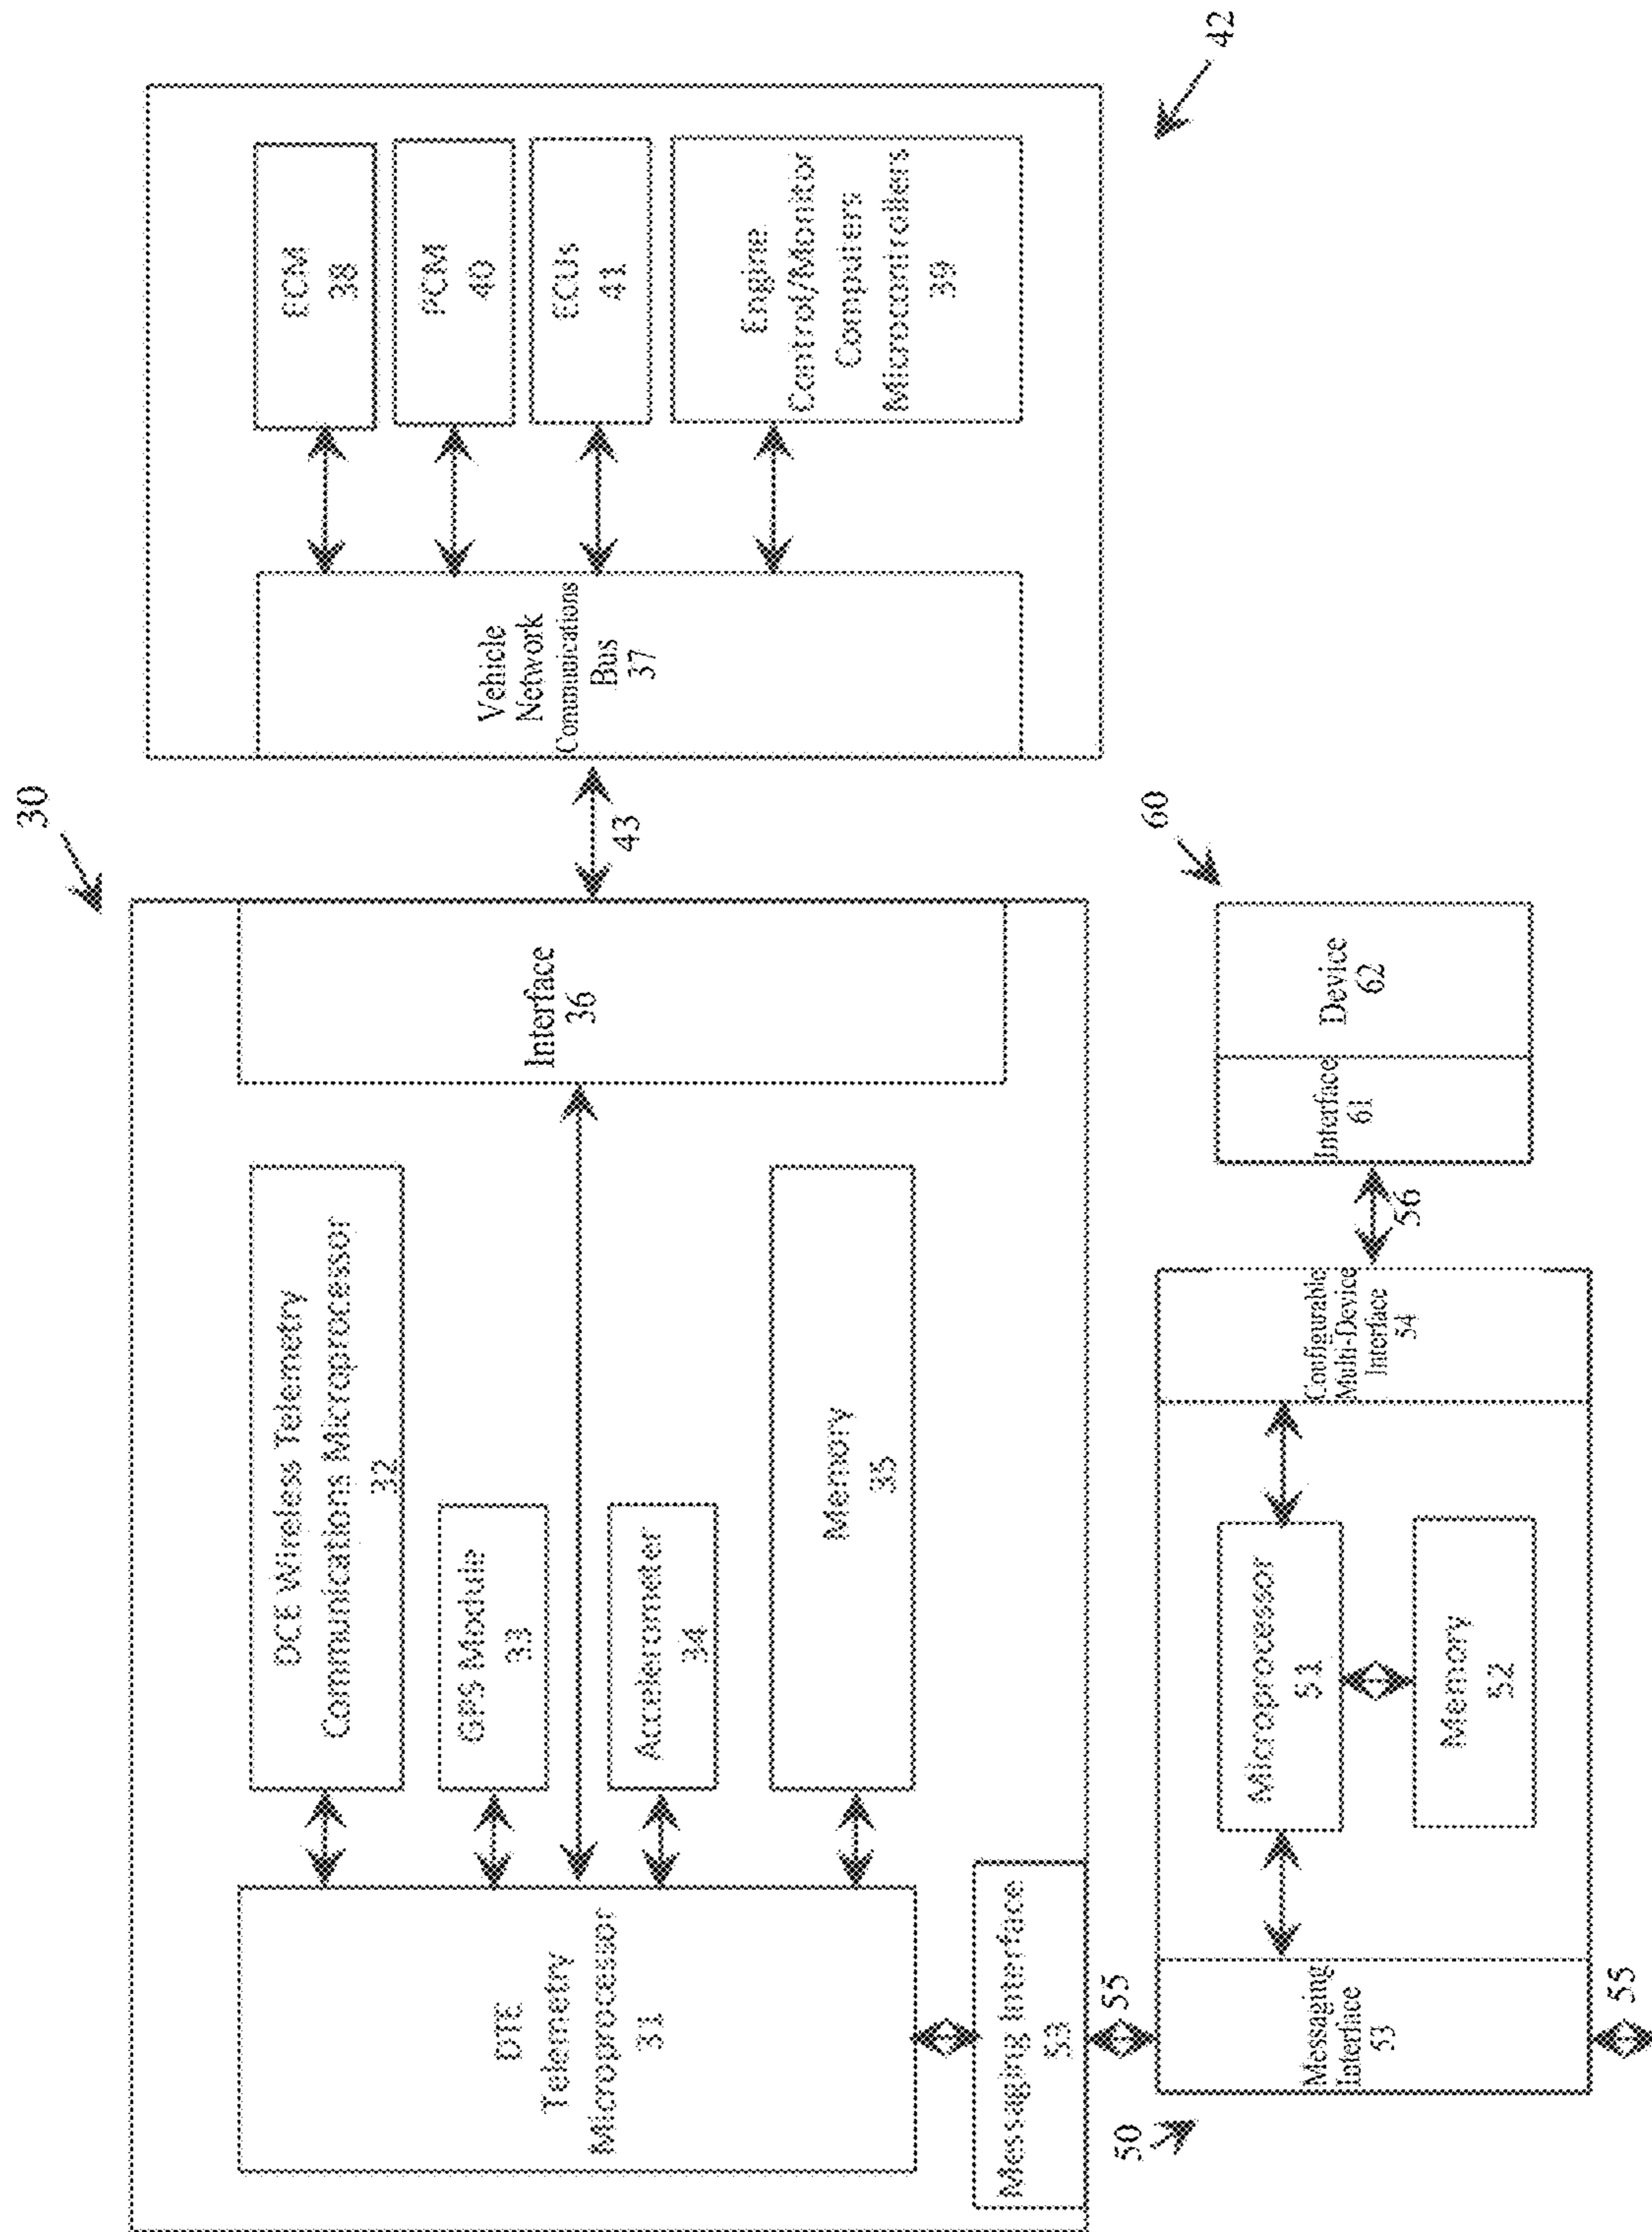 30
DTE
Telemetry
Microprocessor
31
DCE Wireless Telemetry
Communications Microprocessor
32
GPS Module
33
Accelerometer
34
Memory
35
Interface
36
43
Vehicle
Network
Communications
Bus
37
ECM
38
PCM
40
ECUs
41
Engine
Control/Monitor
Computers
Microcontrollers
39
42
Messaging Interface
53
55
50
Messaging
Interface
53
55
Microprocessor
51
Memory
52
Configurable
Multi-Device
Interface
54
56
Interface
61
Device
62
60